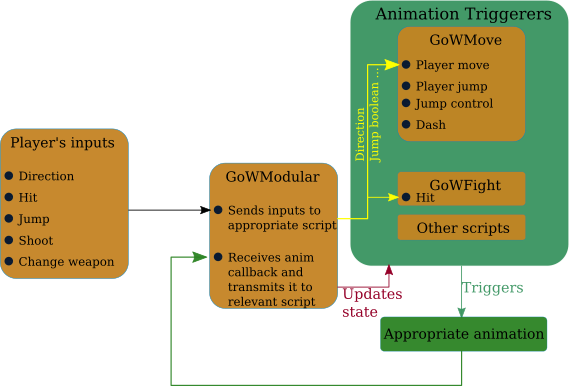 Animation Triggerers
GoWMove
Player move
Player jump
Jump control
Dash
Direction
Jump boolean ...
Player's inputs
Direction
Hit
Jump
Shoot
Change weapon
GoWModular
Sends inputs to
appropriate script
Receives anim
callback and
transmits it to
relevant script
GoWFight
Hit
Other scripts
Updates
state
Triggers
Appropriate animation